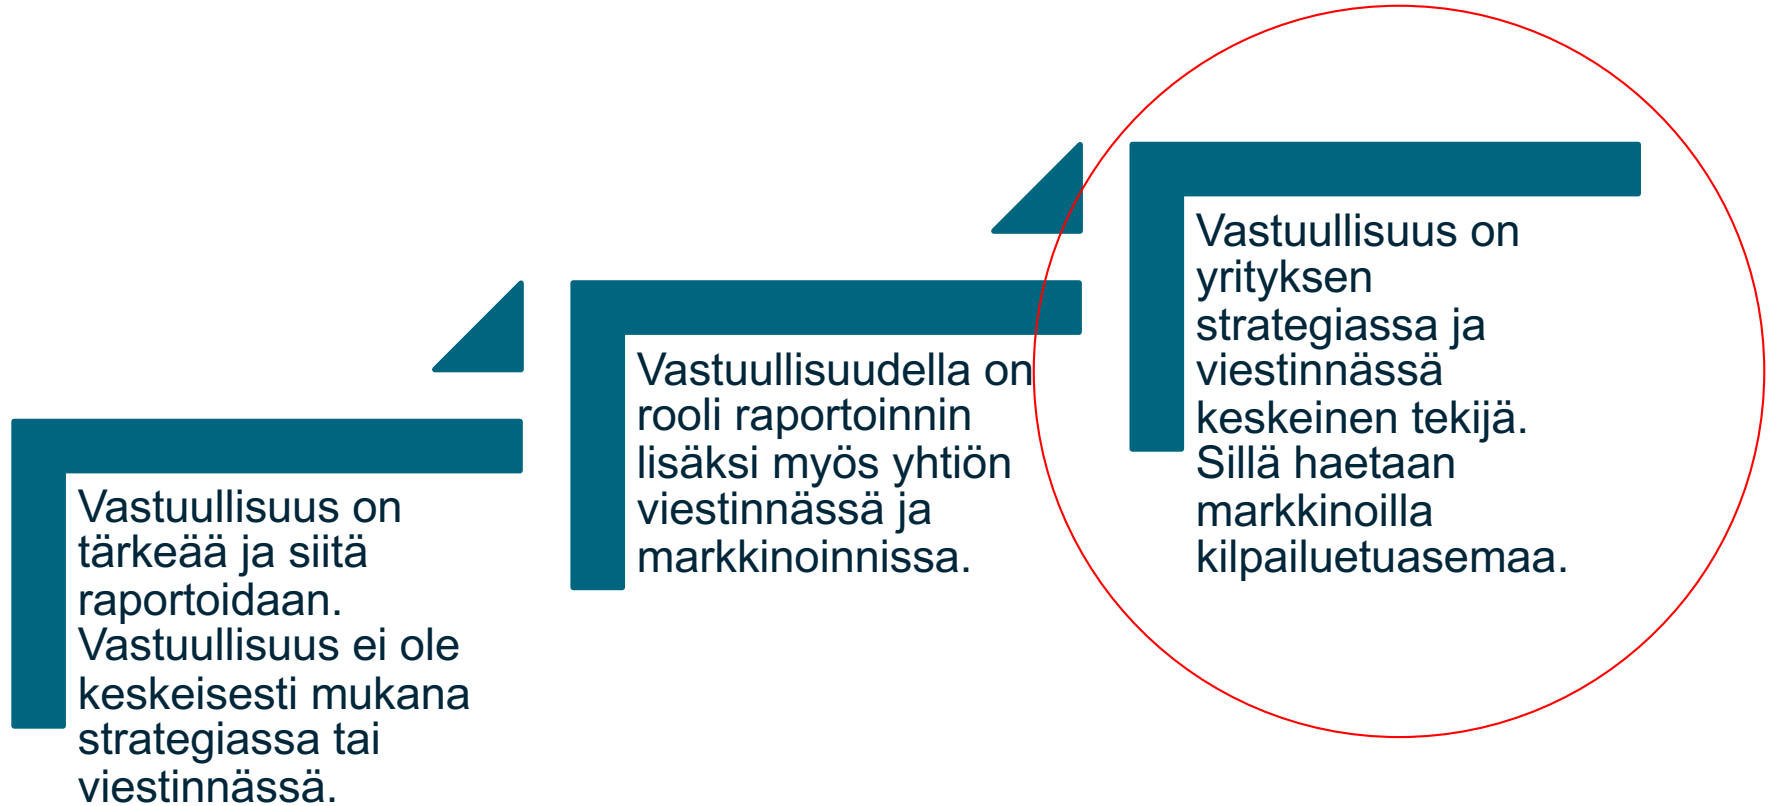 Vastuullisuus on
tärkeää ja siitä
raportoidaan.
Vastuullisuus ei ole
keskeisesti mukana
strategiassa tai
viestinnässä.
Vastuullisuudella on
rooli raportoinnin
lisäksi myös yhtiön
viestinnässä ja
markkinoinnissa.
Vastuullisuus on
yrityksen
strategiassa ja
viestinnässä
keskeinen tekijä.
Sillä haetaan
markkinoilla
kilpailuetuasemaa.